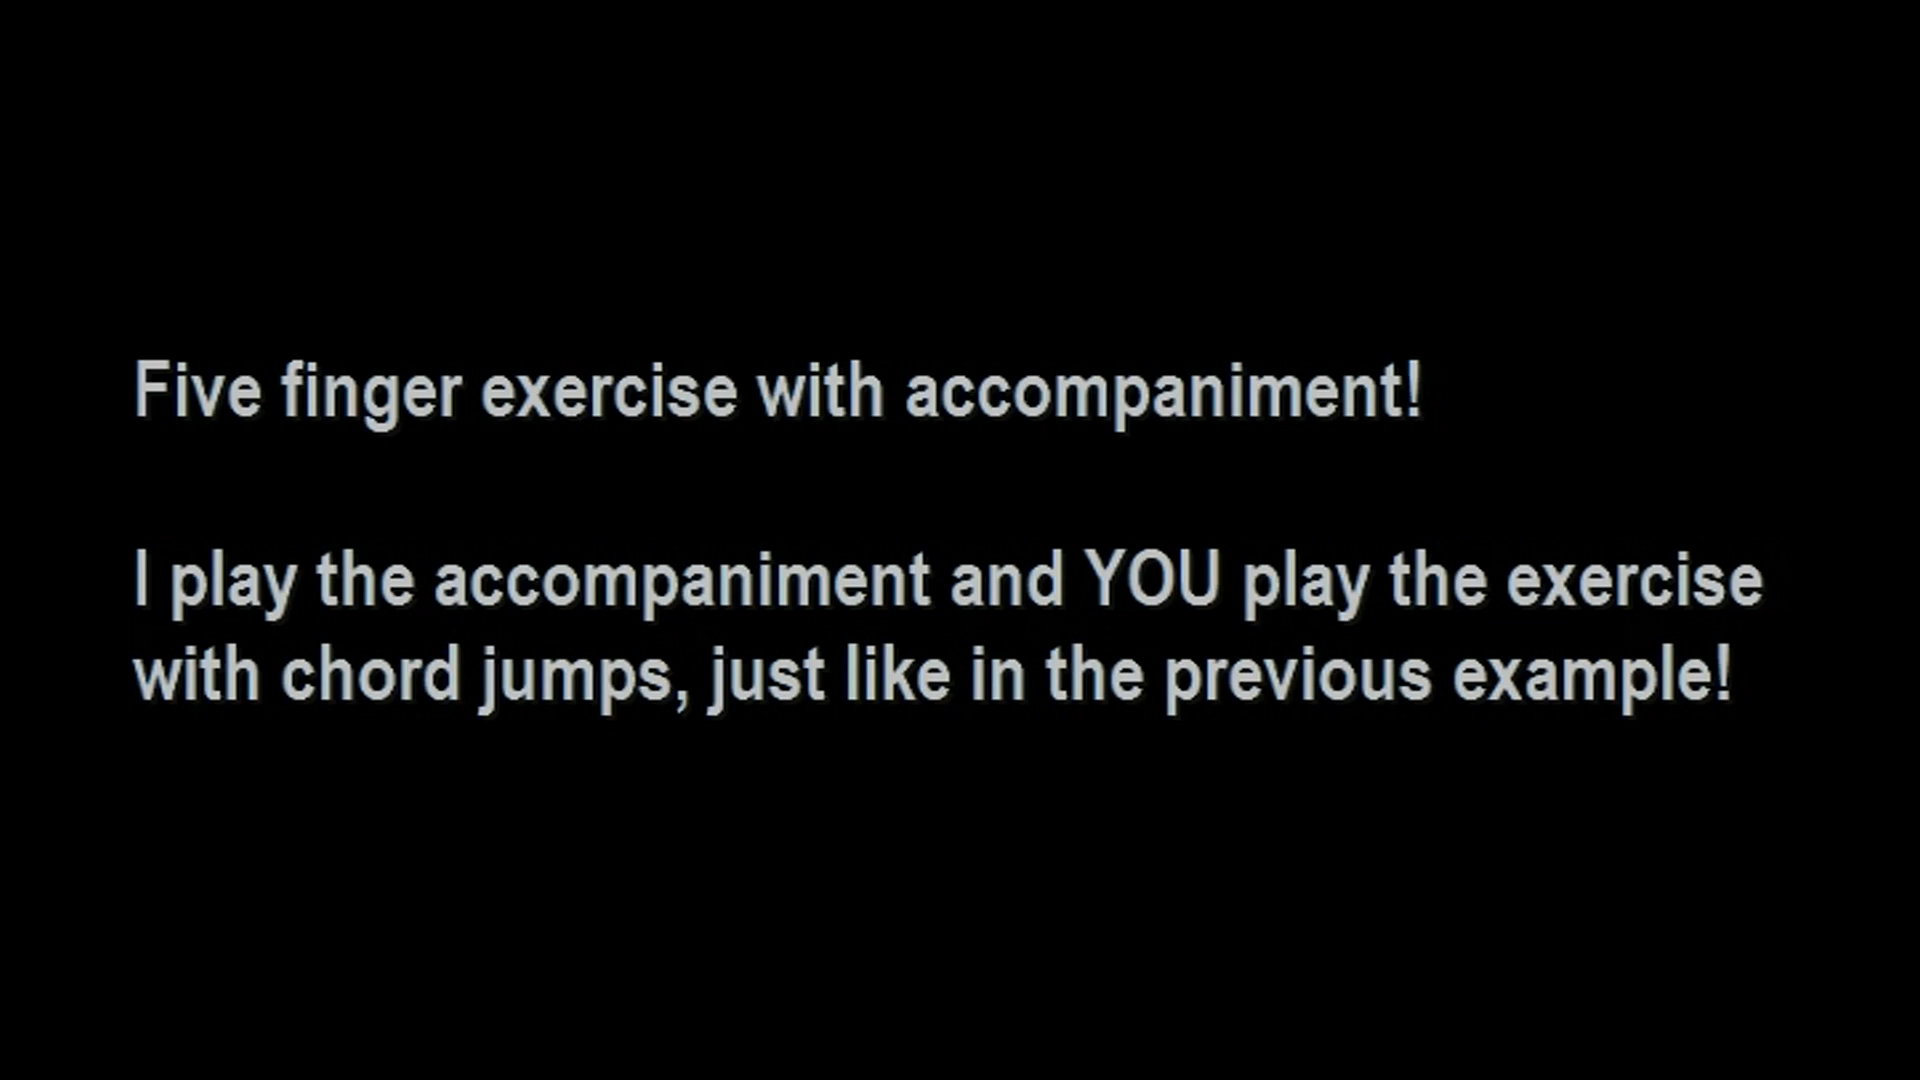 Five finger exercise with accompaniment!
I play the accompaniment and YOU play the exercise
with chord jumps, just like in the previous example!